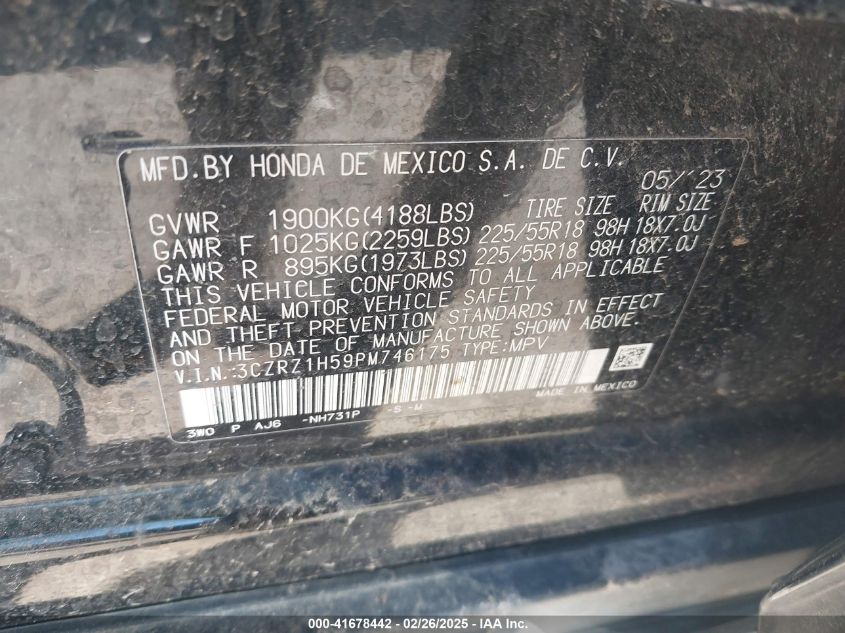 MFD.BY HONDA DE MEXICO S.A. DE C.V.
05/'23
GVWR 1900KG(4188LBS) TIRE SIZE RIM SIZE
GAWR F 1025KG(2259LBS) 225/55R18 98H 18X7.0J
GAWR R 895KG(1973LBS) 225/55R18 98H 18X7.0J
THIS VEHICLE CONFORMS TO ALL APPLICABLE
FEDERAL MOTOR VEHICLE SAFETY
AND THEFT PREVENTION STANDARDS IN EFFECT
ON THE DATE OF MANUFACTURE SHOWN ABOVE.
V.I.N.:3CZRZ1H59PM746175 TYPE:MPV
MADE IN MEXICO
3W0 P AJ6 -NH731P -S -M
000-41678442 - 02/26/2025 - IAA Inc.